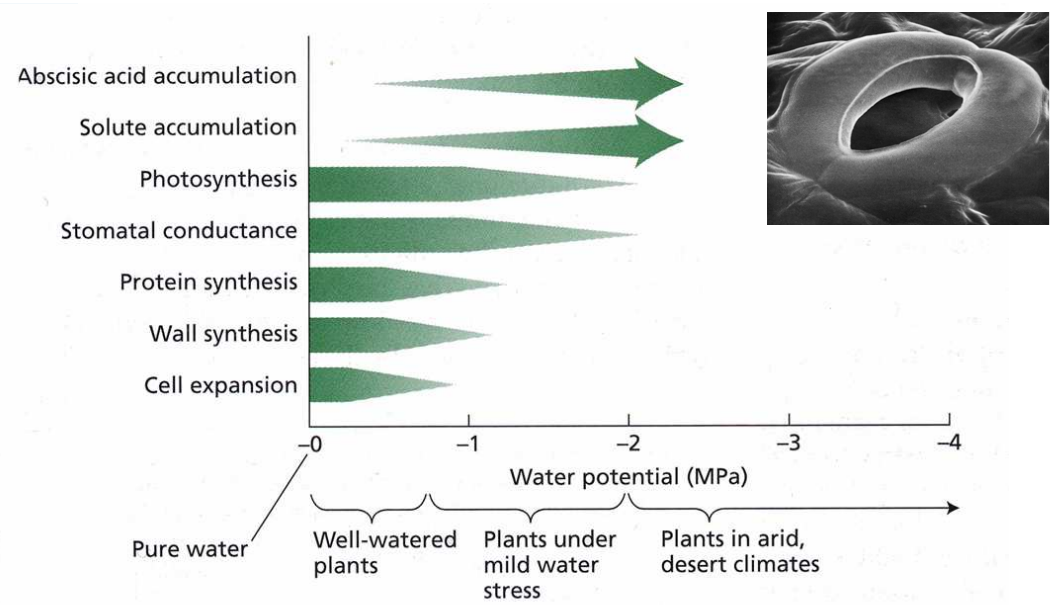 Abscisic acid accumulation
Solute accumulation
Photosynthesis
Stomatal conductance
Protein synthesis
Wall synthesis
Cell expansion
–0
–1
–2
–3
–4
Water potential (MPa)
Pure water
Well-watered
plants
Plants under
mild water
stress
Plants in arid,
desert climates